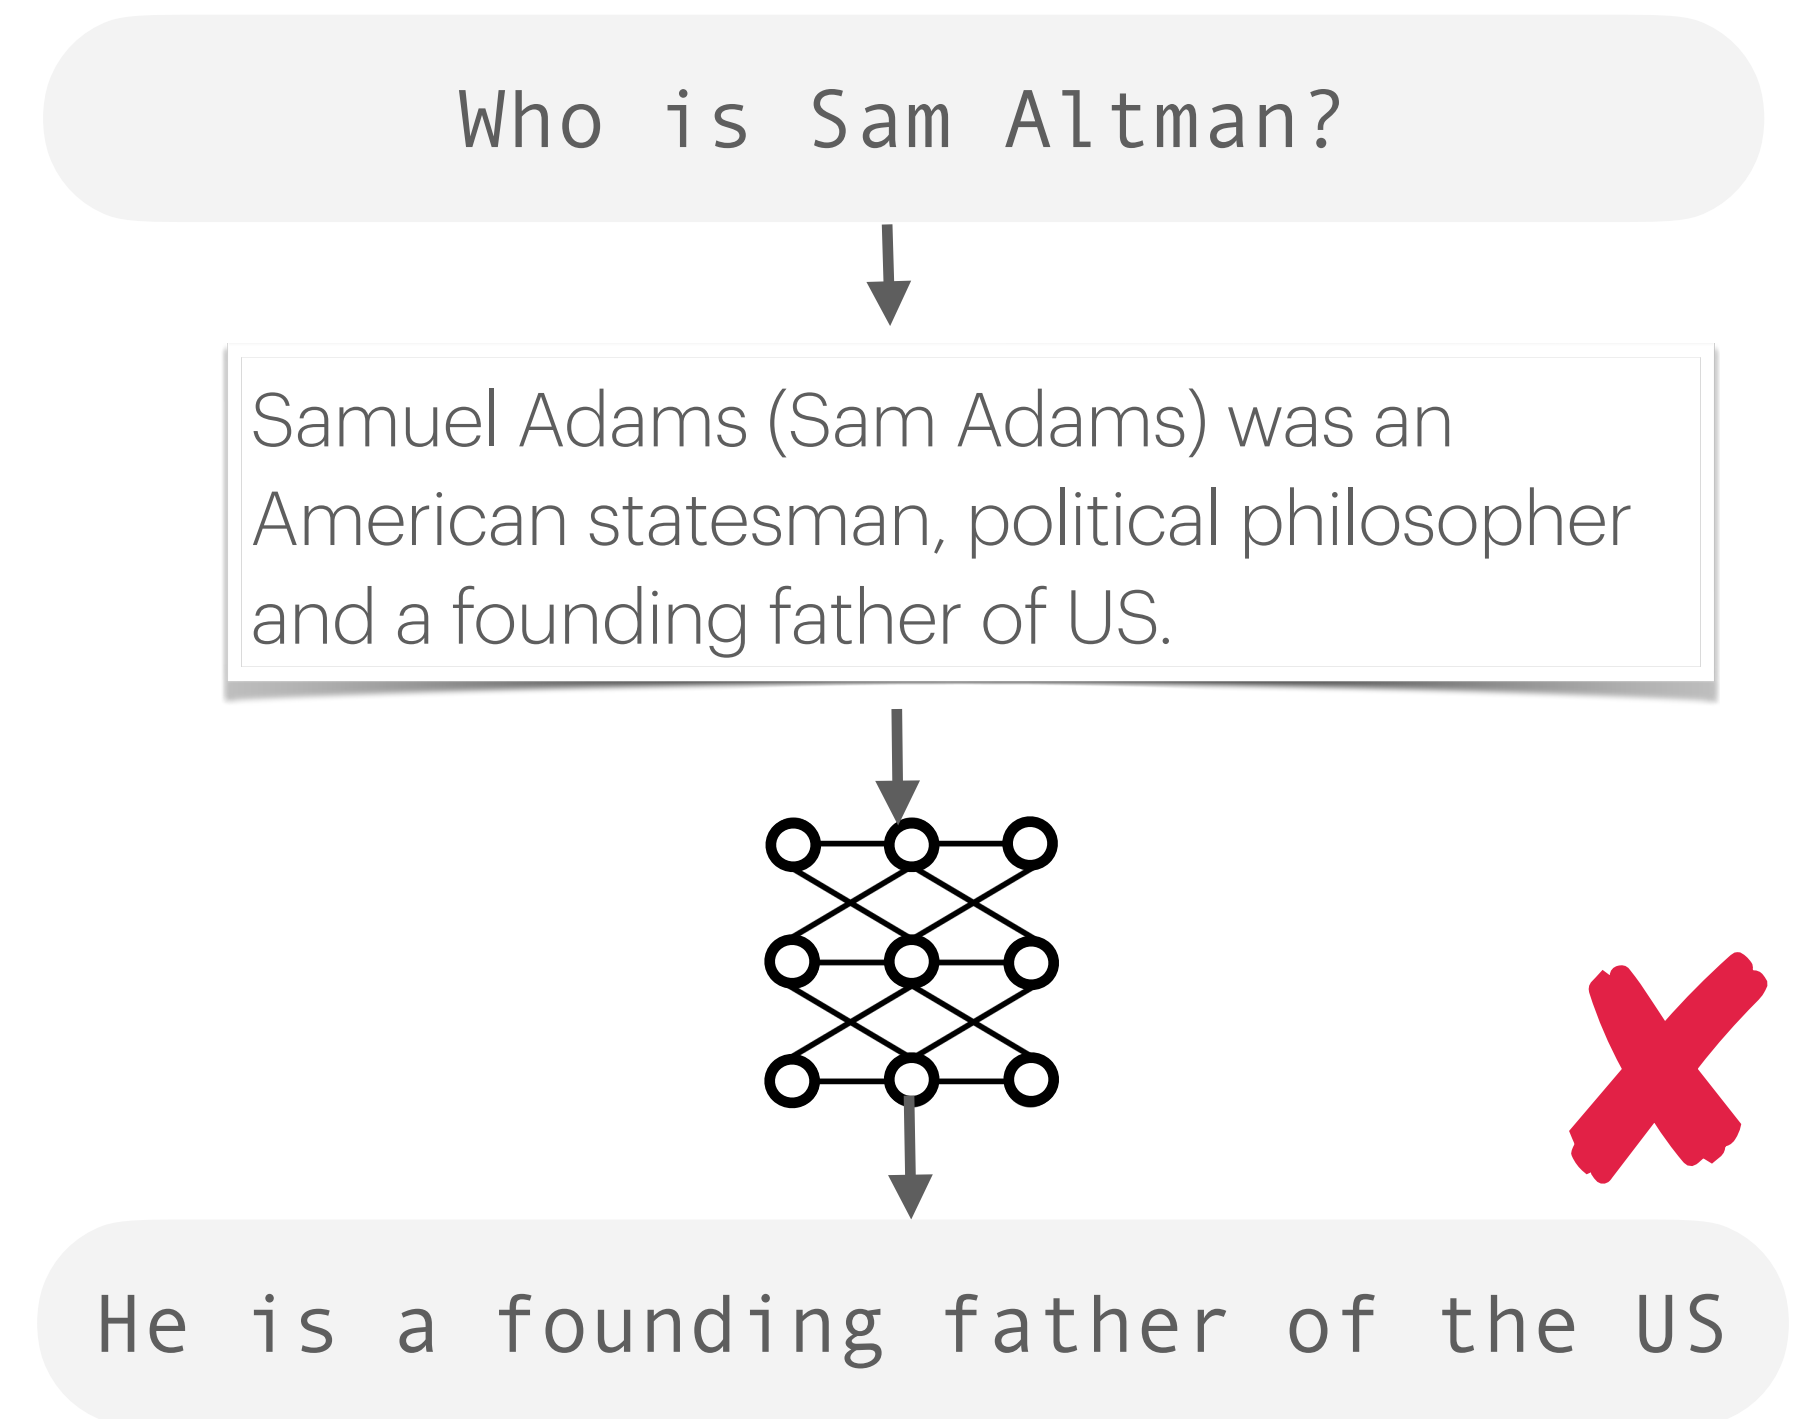 Who is Sam Altman?
Samuel Adams (Sam Adams) was an
American statesman, political philosopher
and a founding father of US.
He is a founding father of the US